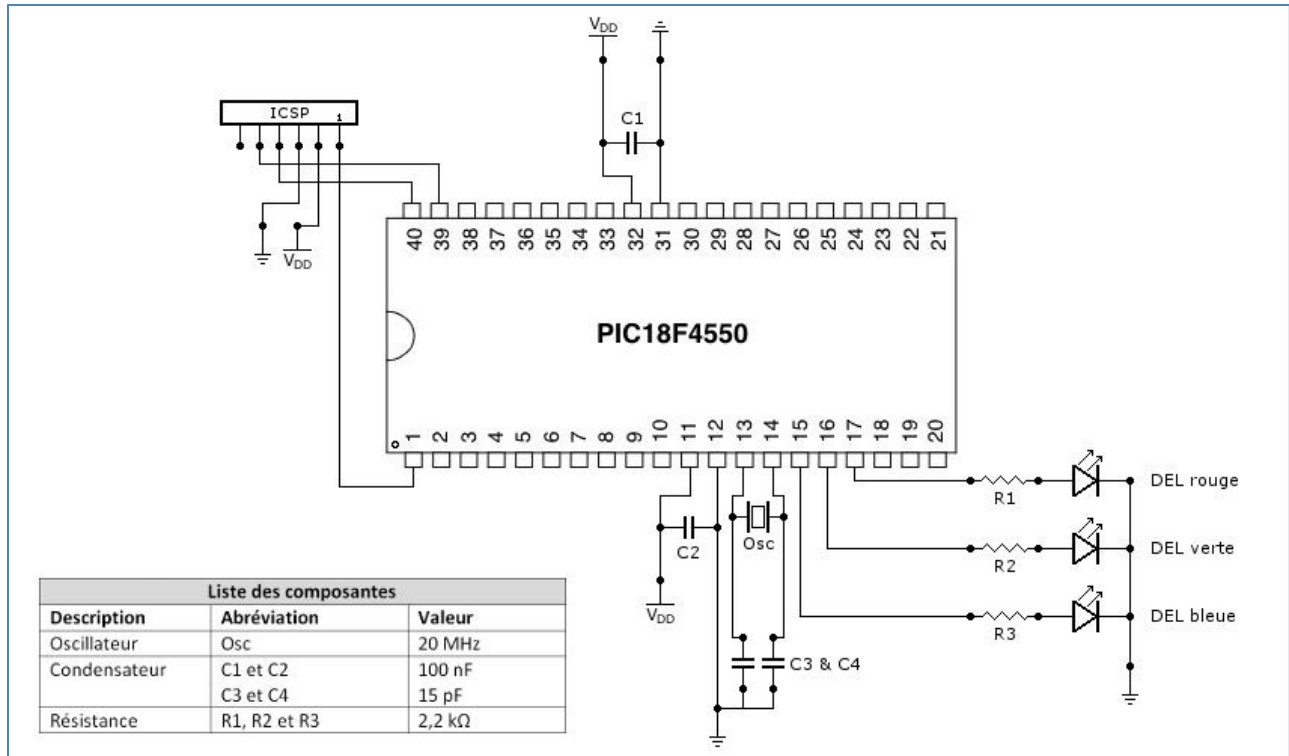 V_DD
ICSP 1
C1
V_DD
40 39 38 37 36 35 34 33 32 31 30 29 28 27 26 25 24 23 22 21
PIC18F4550
1 2 3 4 5 6 7 8 9 10 11 12 13 14 15 16 17 18 19 20
R1 DEL rouge
C2 Osc
R2 DEL verte
V_DD
R3 DEL bleue
C3 & C4
Liste des composantes
Description Abréviation Valeur
Oscillateur Osc 20 MHz
Condensateur C1 et C2 100 nF
C3 et C4 15 pF
Résistance R1, R2 et R3 2,2 kΩ